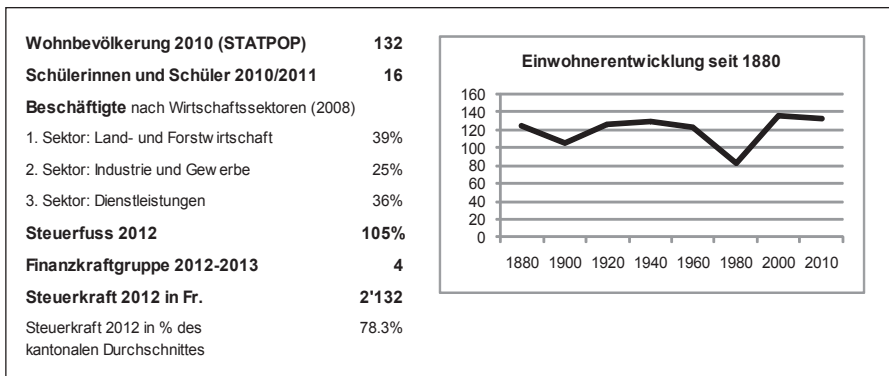 Wohnbevölkerung 2010 (STATPOP) 132
Schülerinnen und Schüler 2010/2011 16
Beschäftigte nach Wirtschaftssektoren (2008)
1. Sektor: Land- und Forstwirtschaft 39%
2. Sektor: Industrie und Gewerbe 25%
3. Sektor: Dienstleistungen 36%
Steuerfuss 2012 105%
Finanzkraftgruppe 2012-2013 4
Steuerkraft 2012 in Fr. 2'132
Steuerkraft 2012 in % des 78.3%
kantonalen Durchschnittes
Einwohnerentwicklung seit 1880
160
140
120
100
80
60
40
20
0
1880 1900 1920 1940 1960 1980 2000 2010